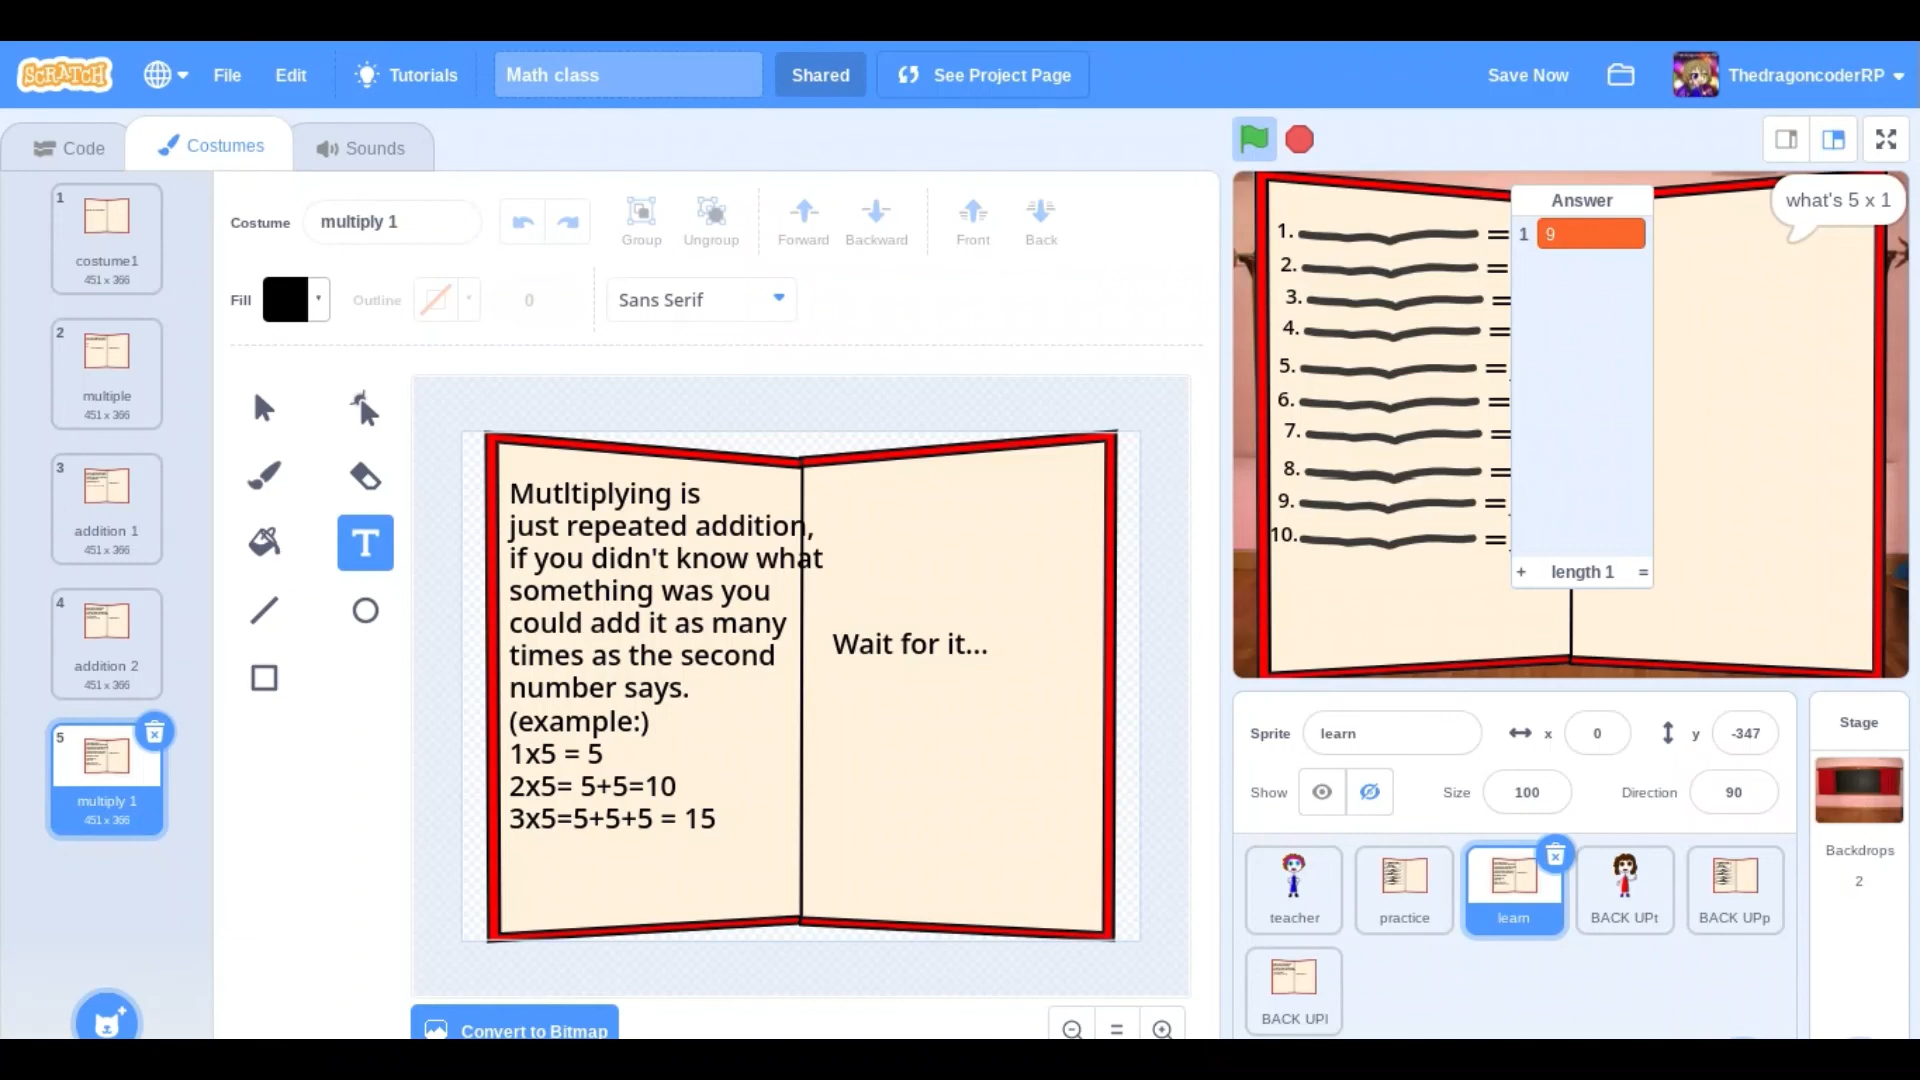 SCRATCH
File
Edit
Tutorials
Math class
Shared
See Project Page
Save Now
ThedragoncoderRP
Code
Costumes
Sounds
1
costume1
451 x 366
2
multiple
451 x 366
3
addition 1
451 x 366
4
addition 2
451 x 366
5
multiply 1
451 x 366
Costume
multiply 1
Group
Ungroup
Forward
Backward
Front
Back
Fill
Outline
0
Sans Serif
T
Mutltiplying is
just repeated addition,
if you didn't know what
something was you
could add it as many
times as the second
number says.
(example:)
1x5 = 5
2x5= 5+5=10
3x5=5+5+5 = 15
Wait for it...
Convert to Bitmap
=
1. =
2. =
3. =
4. =
5. =
6. =
7. =
8. =
9. =
10. =
Answer
1 9
+ length 1 =
what's 5 x 1
Sprite
learn
x
0
y
-347
Show
Size
100
Direction
90
teacher
practice
learn
BACK UPt
BACK UPp
BACK UPl
Stage
Backdrops
2